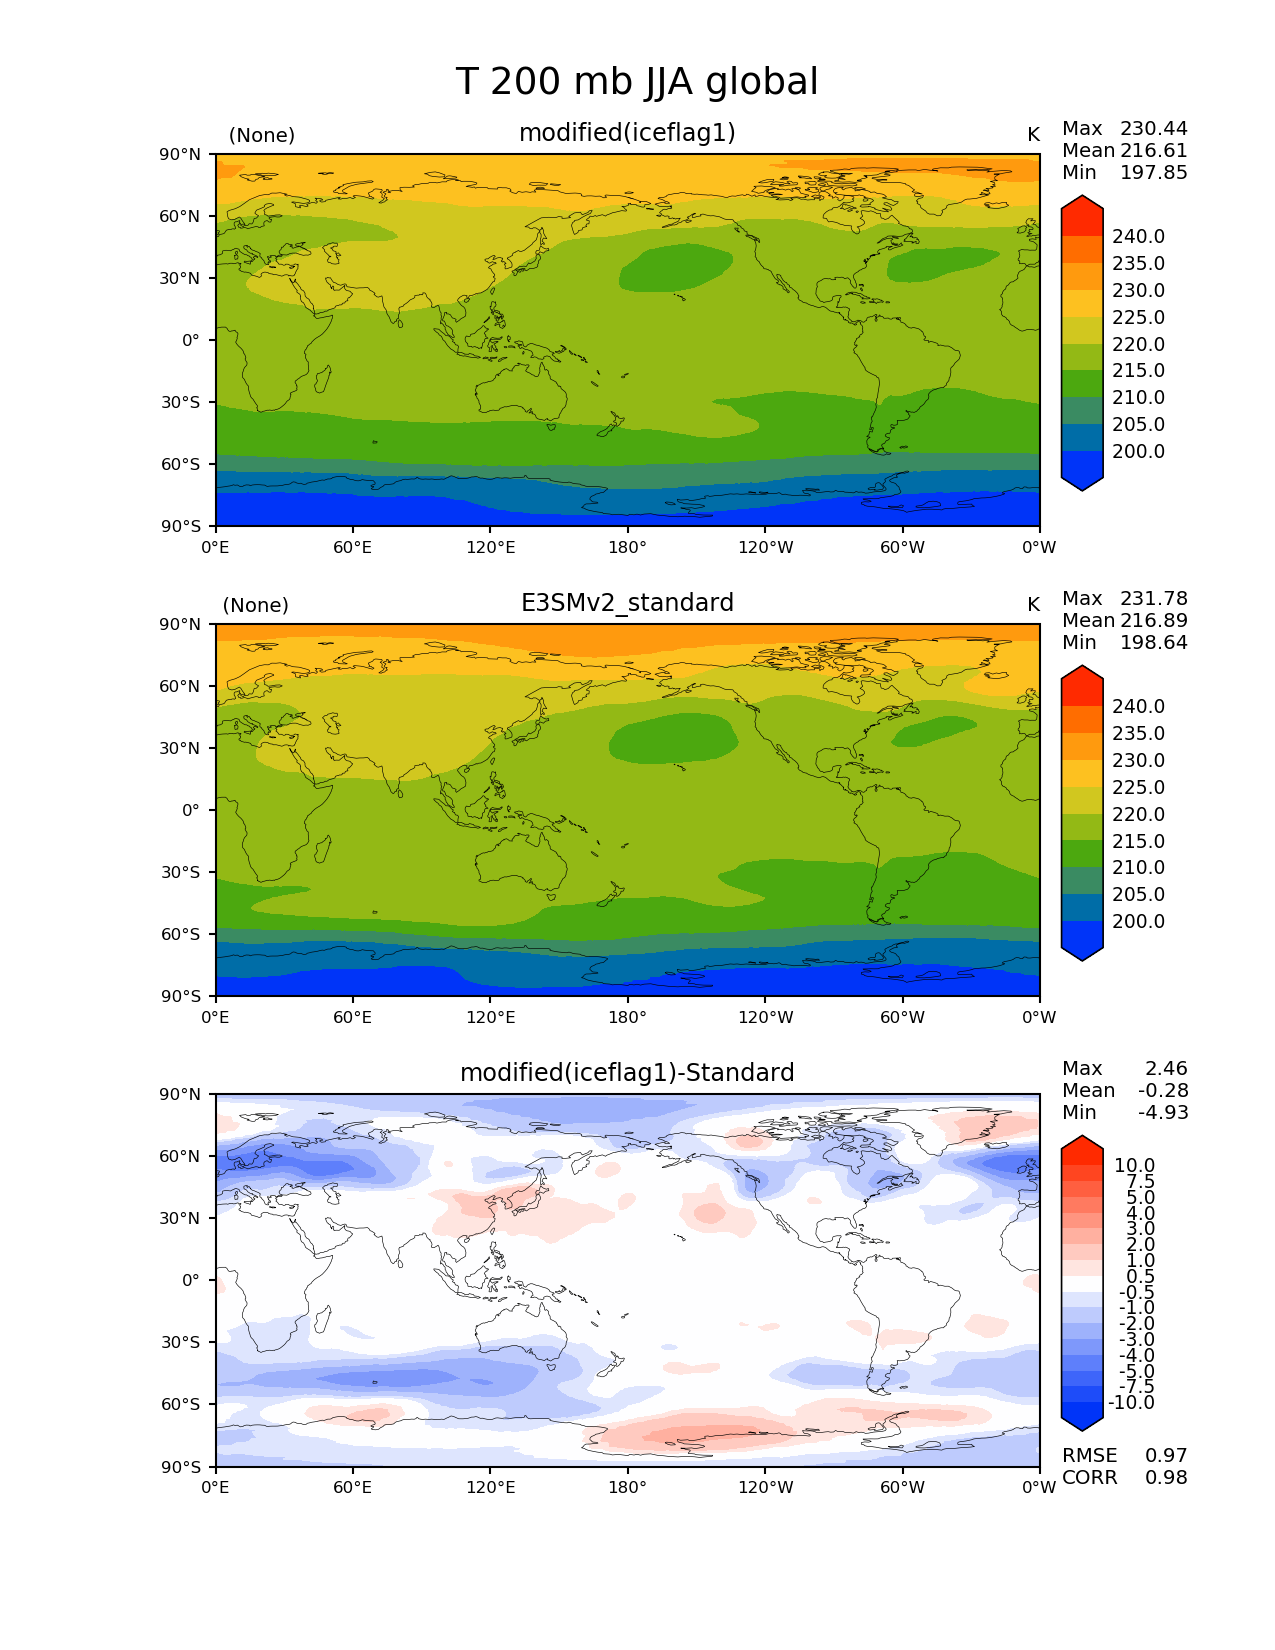 T 200 mb JJA global
(None) modified(iceflag1) K
Max 230.44
Mean 216.61
Min 197.85
90°N
60°N
30°N
0°
30°S
60°S
90°S
0°E 60°E 120°E 180° 120°W 60°W 0°W
240.0
235.0
230.0
225.0
220.0
215.0
210.0
205.0
200.0
(None) E3SMv2_standard K
Max 231.78
Mean 216.89
Min 198.64
90°N
60°N
30°N
0°
30°S
60°S
90°S
0°E 60°E 120°E 180° 120°W 60°W 0°W
240.0
235.0
230.0
225.0
220.0
215.0
210.0
205.0
200.0
modified(iceflag1)-Standard
Max 2.46
Mean -0.28
Min -4.93
90°N
60°N
30°N
0°
30°S
60°S
90°S
0°E 60°E 120°E 180° 120°W 60°W 0°W
10.0
7.5
5.0
4.0
3.0
2.0
1.0
0.5
-0.5
-1.0
-2.0
-3.0
-4.0
-5.0
-7.5
-10.0
RMSE 0.97
CORR 0.98